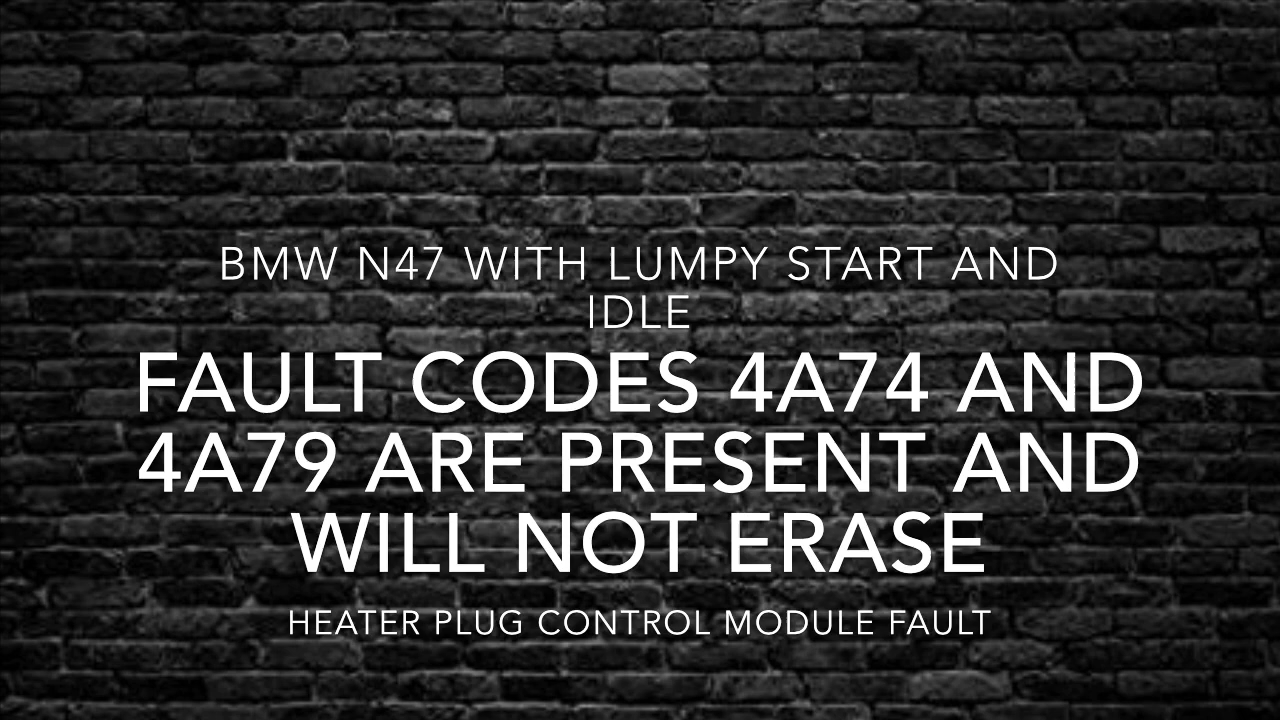 BMW N47 WITH LUMPY START AND
IDLE
FAULT CODES 4A74 AND
4A79 ARE PRESENT AND
WILL NOT ERASE
HEATER PLUG CONTROL MODULE FAULT